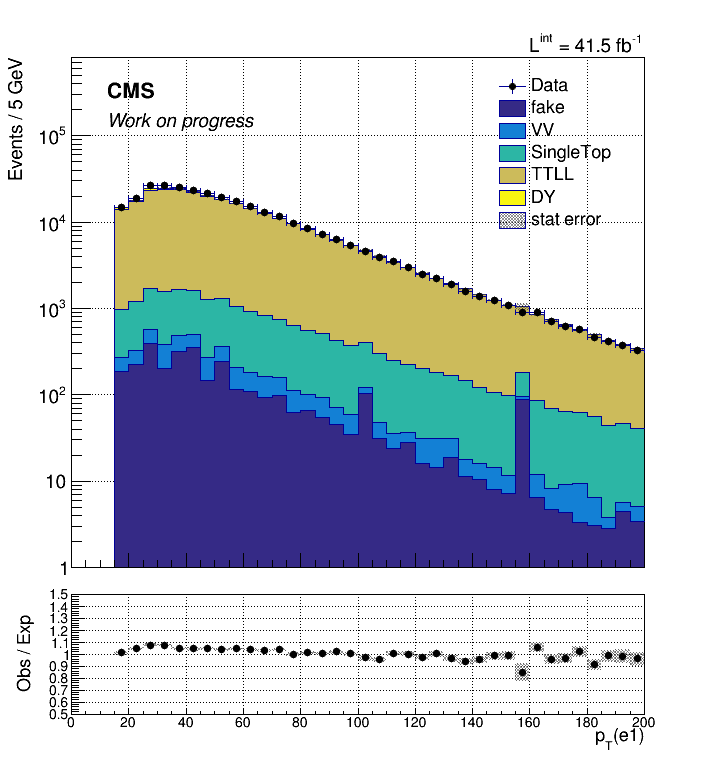 L^int = 41.5 fb^-1
Events / 5 GeV
CMS
Work on progress
Data
fake
VV
SingleTop
TTLL
DY
stat error
10^5
10^4
10^3
10^2
10
1
Obs / Exp
1.5
1.4
1.3
1.2
1.1
1
0.9
0.8
0.7
0.6
0.5
0 20 40 60 80 100 120 140 160 180 200
p_T(e1)